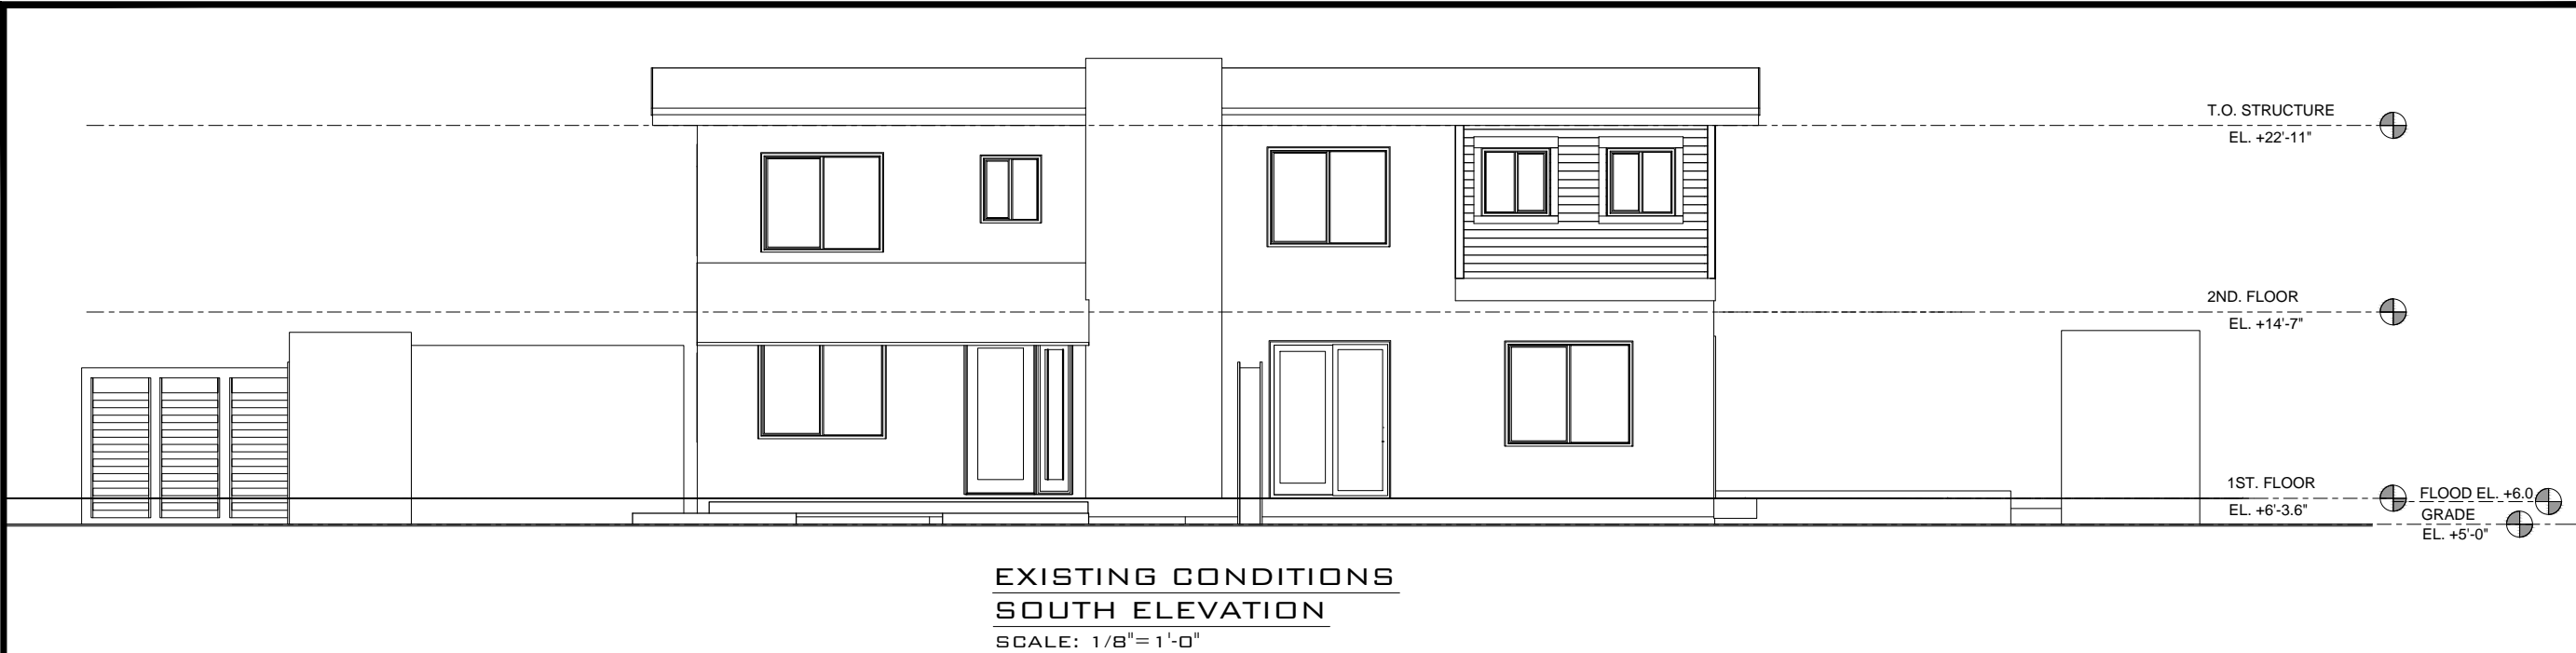 T.O. STRUCTURE
EL. +22'-11"
2ND. FLOOR
EL. +14'-7"
1ST. FLOOR
EL. +6'-3.6"
FLOOD EL. +6.0
GRADE
EL. +5'-0"
EXISTING CONDITIONS
SOUTH ELEVATION
SCALE: 1/8"=1'-0"